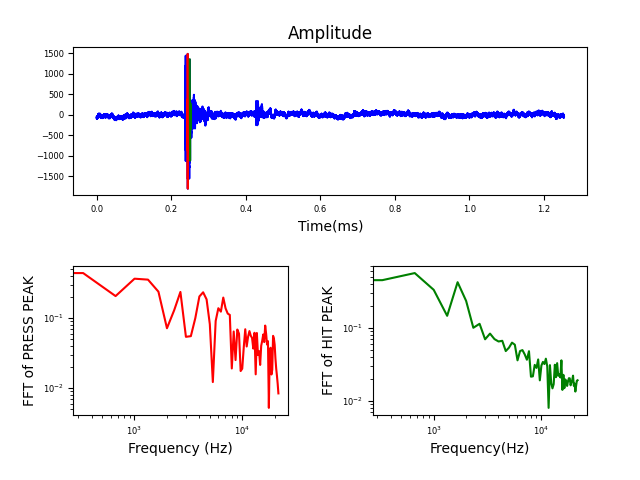 Amplitude
1500
1000
500
0
−500
−1000
−1500
0.0 0.2 0.4 0.6 0.8 1.0 1.2
Time(ms)
FFT of PRESS PEAK
10⁻¹
10⁻²
10³ 10⁴
Frequency (Hz)
FFT of HIT PEAK
10⁻¹
10⁻²
10³ 10⁴
Frequency(Hz)